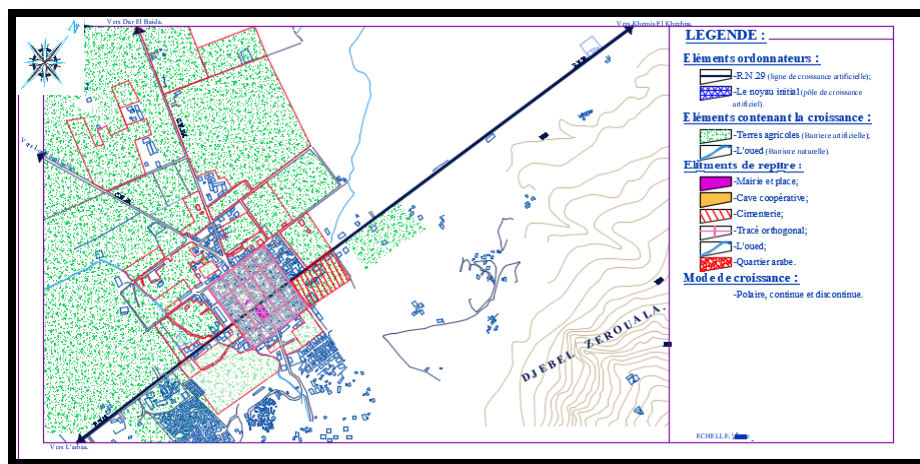 Vers Dar El Baida.
Vers Khemis El Khechna.
N
DJEBEL ZEROUALA.
Vers L'arbaa.
LEGENDE :
Eléments ordonnateurs :
-R.N.29 (ligne de croissance artificielle);
-Le noyau initial (pôle de croissance
artificiel).
Eléments contenant la croissance :
-Terres agricoles (Barriere artificielle);
-L'oued (Barriere naturelle).
Eléments de repure :
-Mairie et place;
-Cave coopérative;
-Cimenterie;
-Tracé orthogonal;
-L'oued;
-Quartier arabe.
Mode de croissance :
-Polaire, continue et discontinue.
ECHELLE: